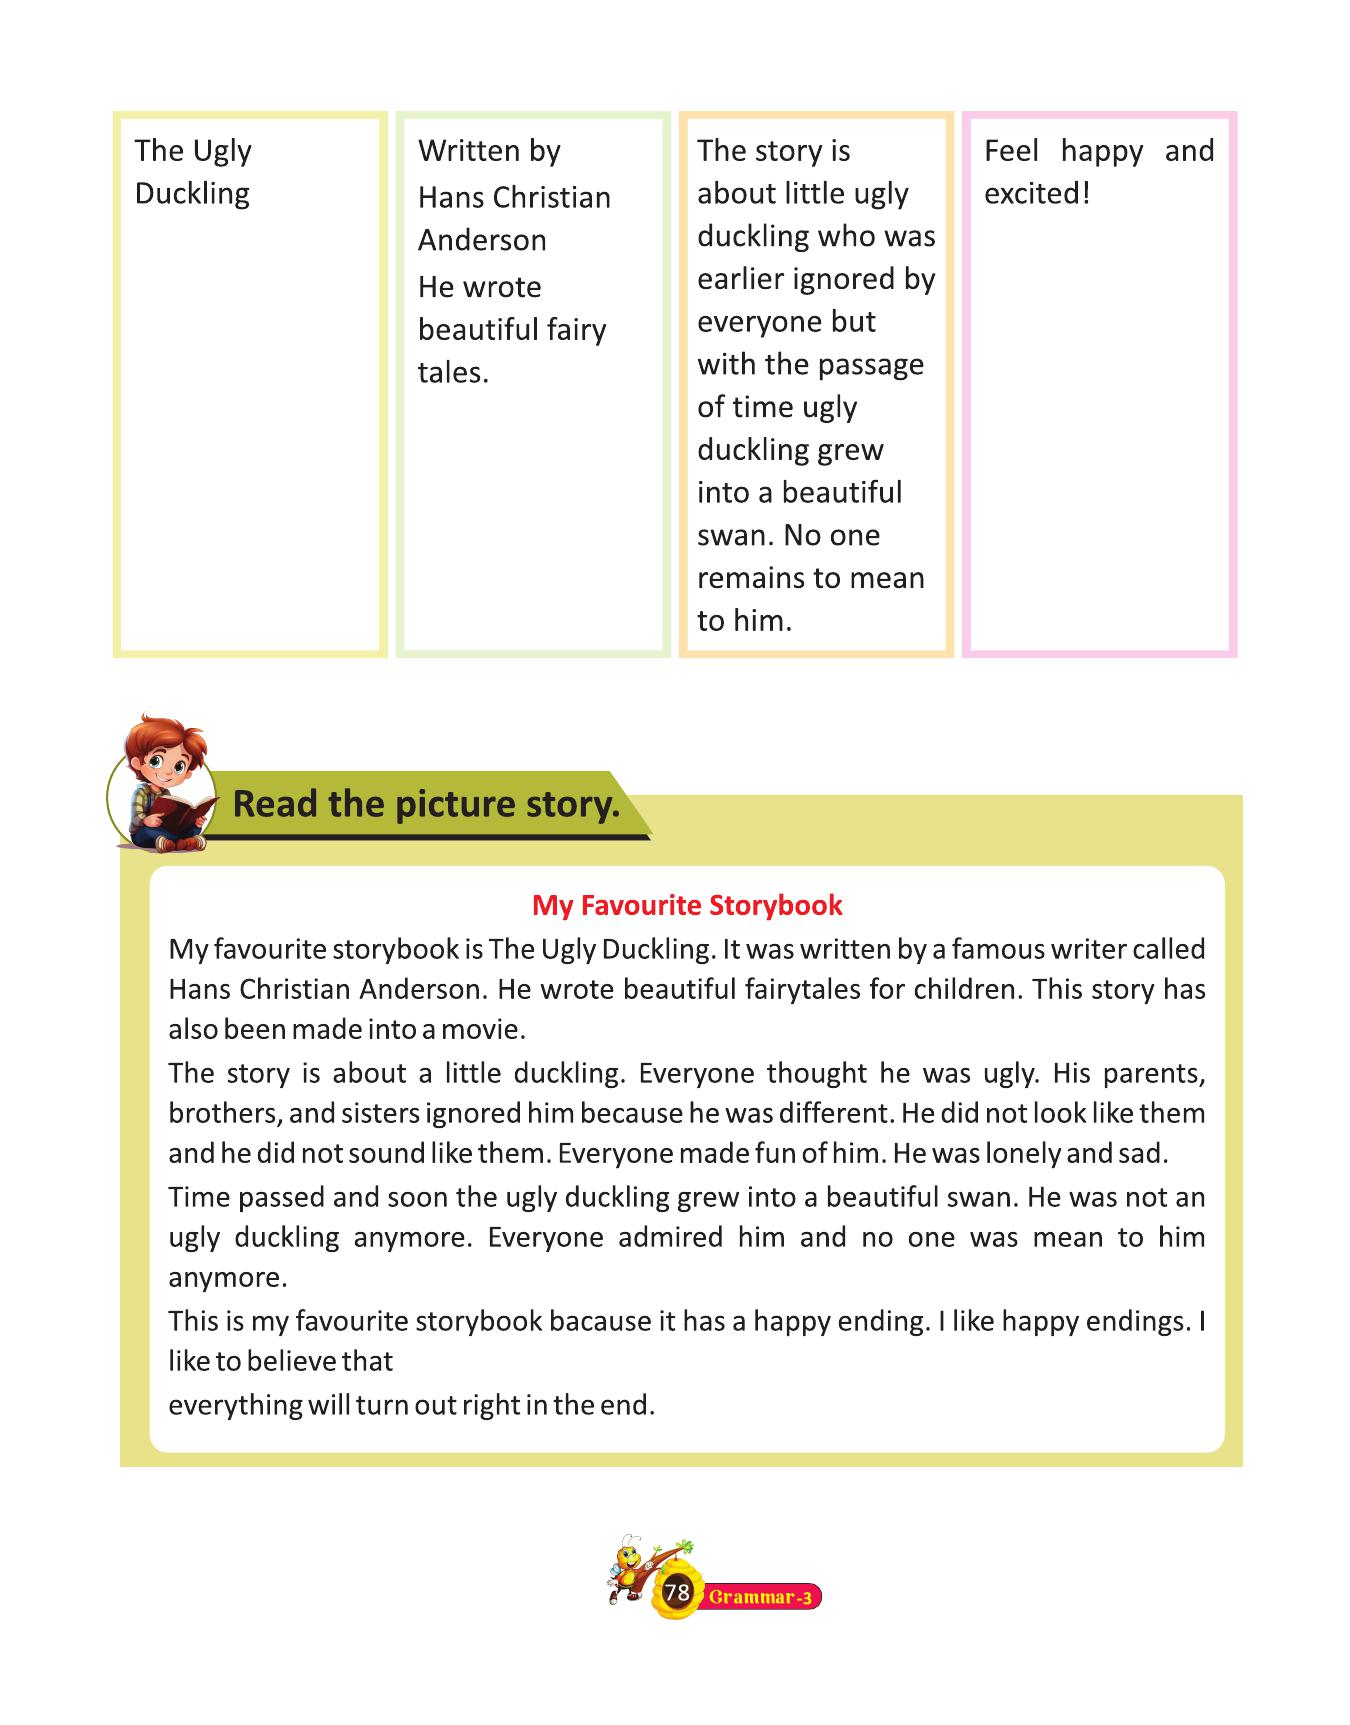 The Ugly
Duckling
Written by
Hans Christian
Anderson
He wrote
beautiful fairy
tales.
The story is
about little ugly
duckling who was
earlier ignored by
everyone but
with the passage
of time ugly
duckling grew
into a beautiful
swan. No one
remains to mean
to him.
Feel happy and
excited!
Read the picture story.
My Favourite Storybook
My favourite storybook is The Ugly Duckling. It was written by a famous writer called
Hans Christian Anderson. He wrote beautiful fairytales for children. This story has
also been made into a movie.
The story is about a little duckling. Everyone thought he was ugly. His parents,
brothers, and sisters ignored him because he was different. He did not look like them
and he did not sound like them. Everyone made fun of him. He was lonely and sad.
Time passed and soon the ugly duckling grew into a beautiful swan. He was not an
ugly duckling anymore. Everyone admired him and no one was mean to him
anymore.
This is my favourite storybook bacause it has a happy ending. I like happy endings. I
like to believe that
everything will turn out right in the end.
78 Grammar-3